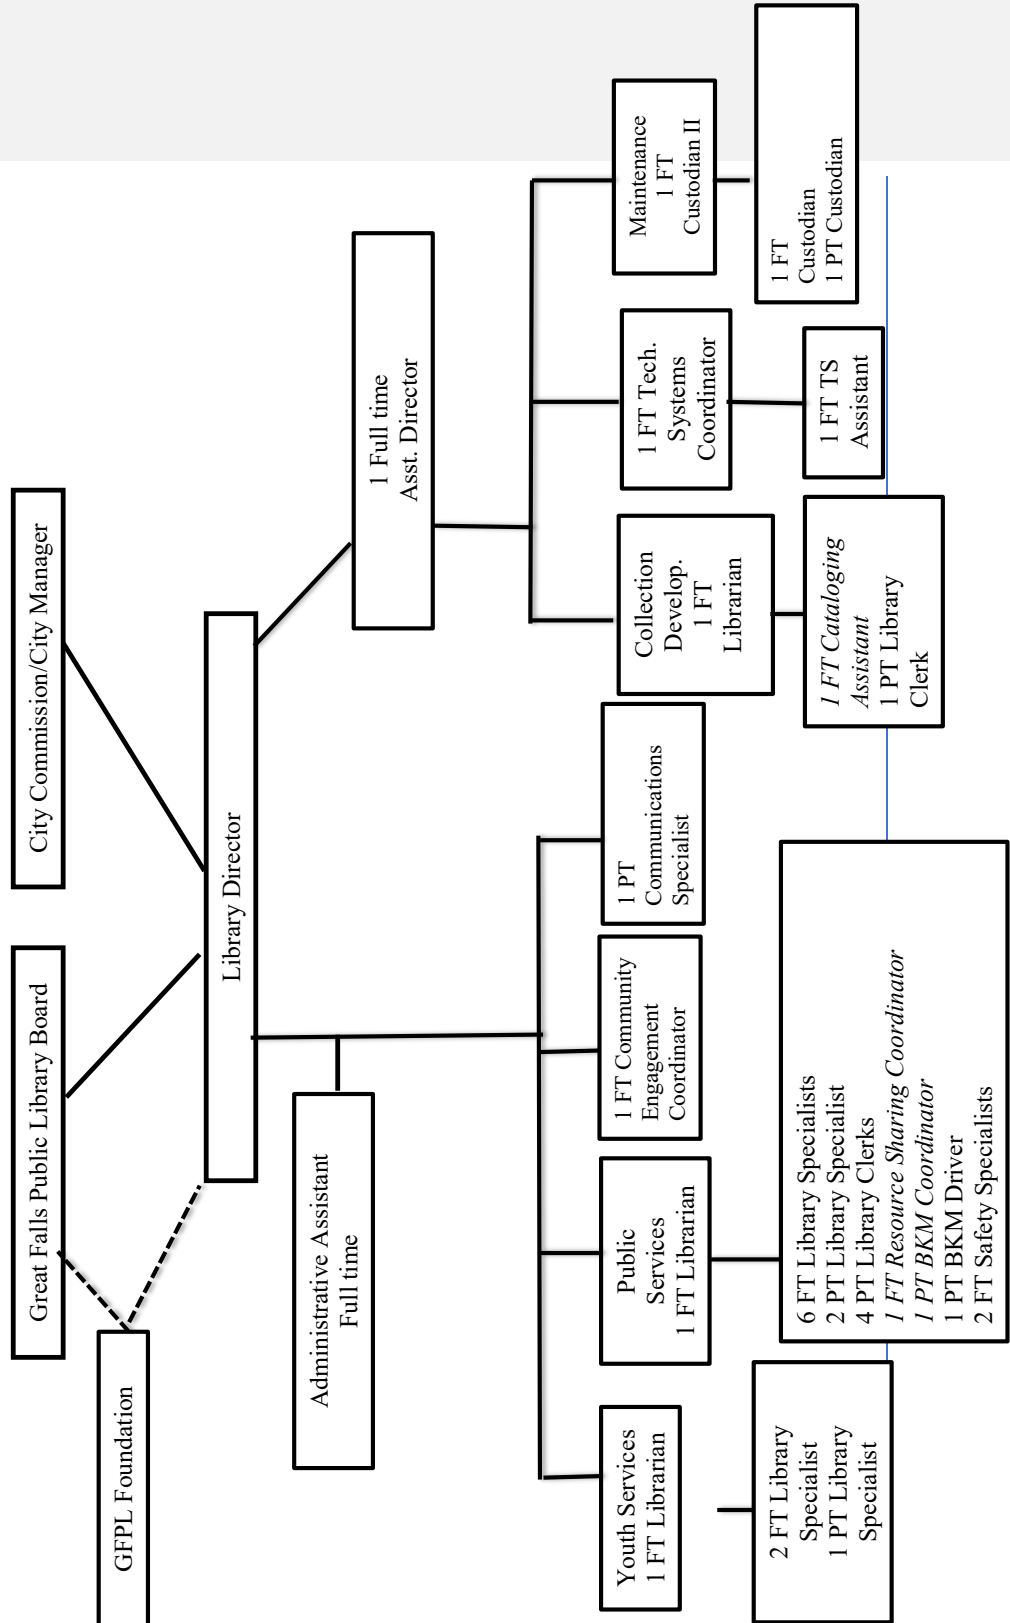 Great Falls Public Library Board
City Commission/City Manager
GFPL Foundation
Library Director
Administrative Assistant
Full time
1 Full time
Asst. Director
Youth Services
1 FT Librarian
Public
Services
1 FT Librarian
1 FT Community
Engagement
Coordinator
1 PT
Communications
Specialist
Collection
Develop.
1 FT
Librarian
1 FT Tech.
Systems
Coordinator
Maintenance
1 FT
Custodian II
2 FT Library
Specialist
1 PT Library
Specialist
6 FT Library Specialists
2 PT Library Specialist
4 PT Library Clerks
1 FT Resource Sharing Coordinator
1 PT BKM Coordinator
1 PT BKM Driver
2 FT Safety Specialists
1 FT Cataloging
Assistant
1 PT Library
Clerk
1 FT TS
Assistant
1 FT
Custodian
1 PT Custodian